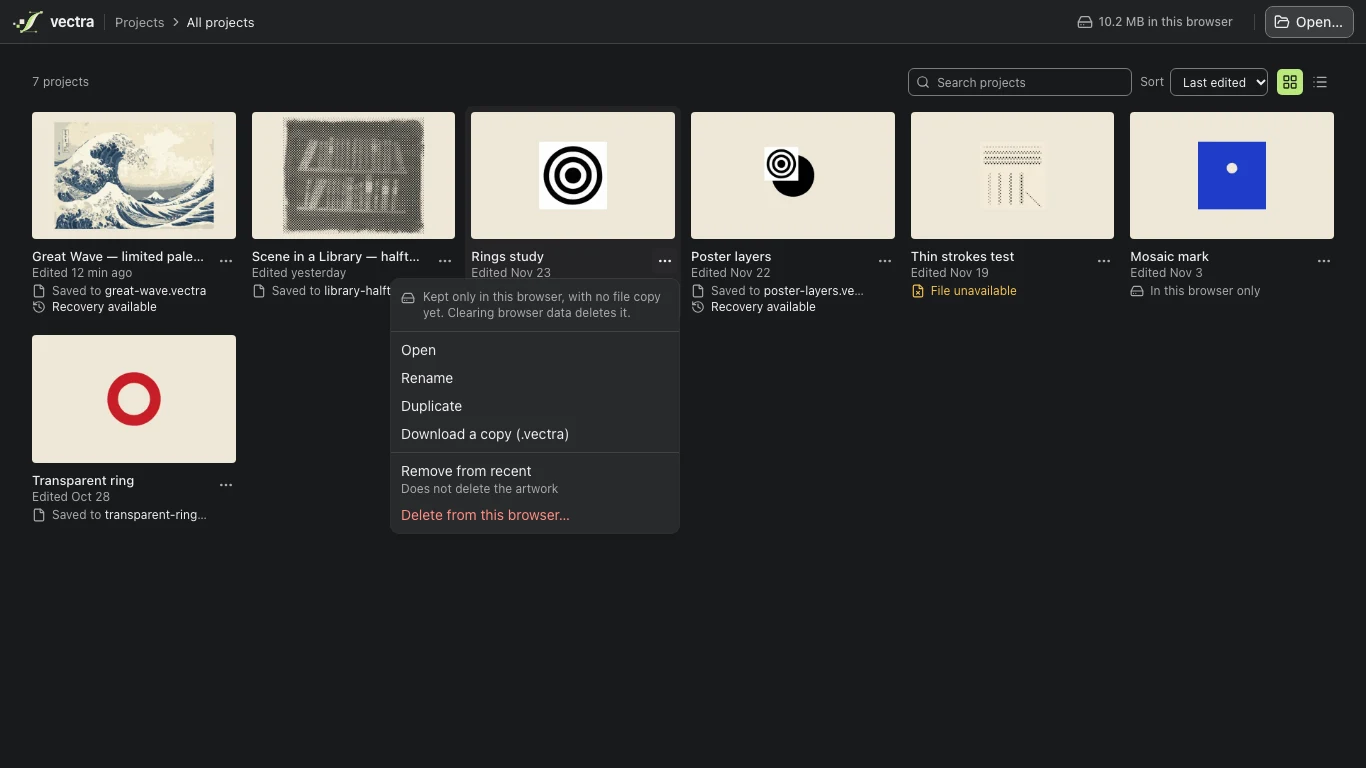 vectra
Projects
All projects
10.2 MB in this browser
Open...
7 projects
Search projects
Sort
Last edited
Great Wave — limited pale...
Edited 12 min ago
Saved to great-wave.vectra
Recovery available
Scene in a Library — halft...
Edited yesterday
Saved to library-halft
Rings study
Edited Nov 23
Poster layers
Edited Nov 22
Saved to poster-layers.ve...
Recovery available
Thin strokes test
Edited Nov 19
File unavailable
Mosaic mark
Edited Nov 3
In this browser only
Kept only in this browser, with no file copy
yet. Clearing browser data deletes it.
Open
Rename
Duplicate
Download a copy (.vectra)
Remove from recent
Does not delete the artwork
Delete from this browser...
Transparent ring
Edited Oct 28
Saved to transparent-ring...